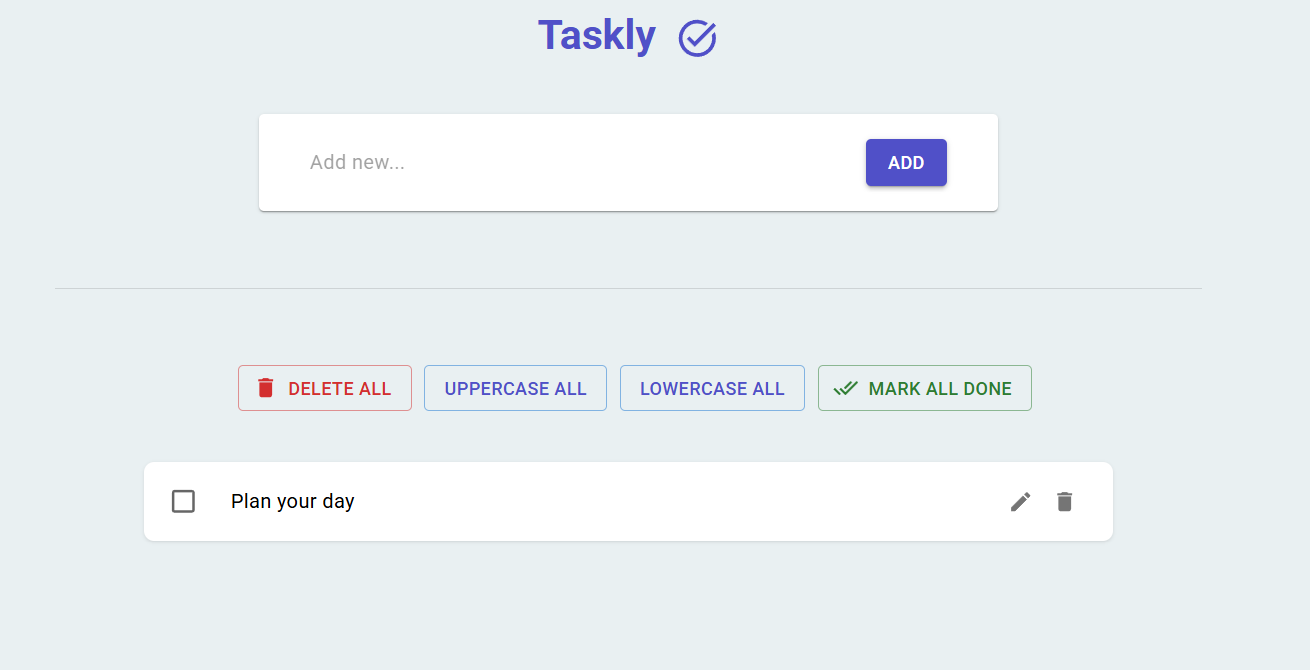 Taskly
Add new...
ADD
DELETE ALL
UPPERCASE ALL
LOWERCASE ALL
MARK ALL DONE
Plan your day